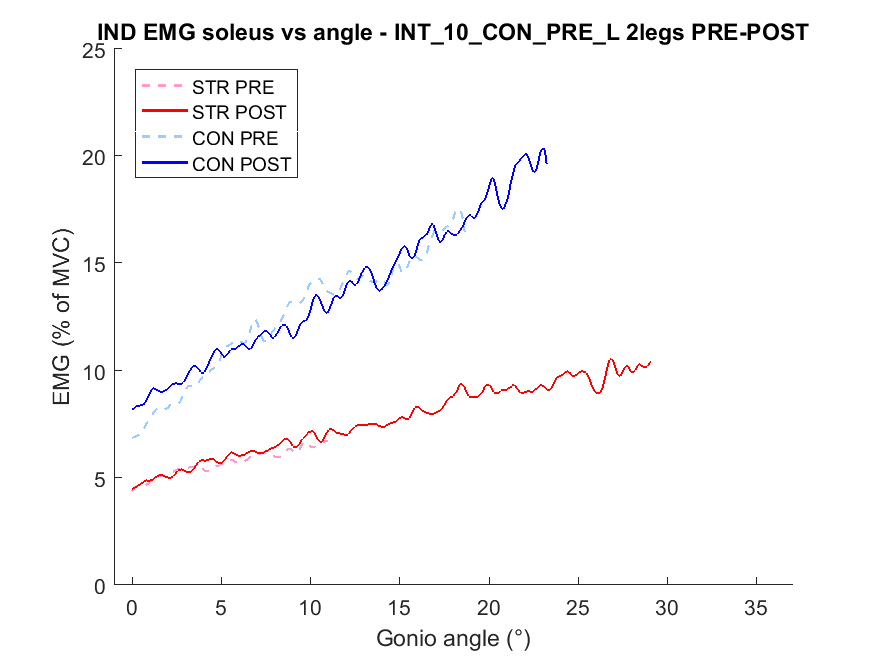 IND EMG soleus vs angle - INT_10_CON_PRE_L 2legs PRE-POST
25
20
15
10
5
0
EMG (% of MVC)
STR PRE
STR POST
CON PRE
CON POST
0 5 10 15 20 25 30 35
Gonio angle (°)